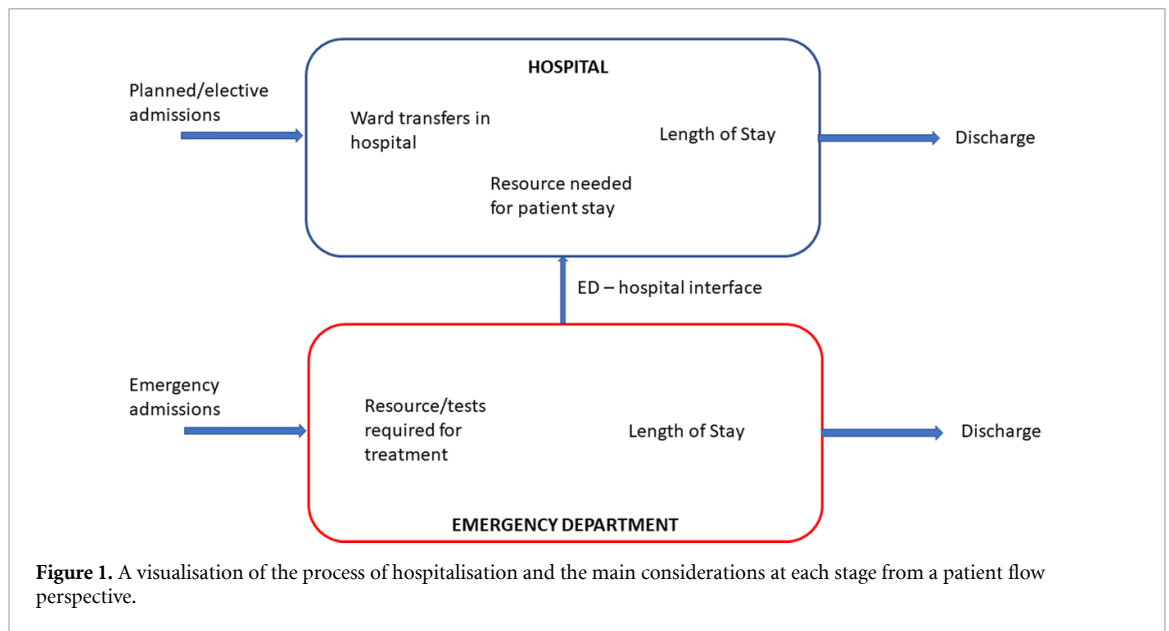 HOSPITAL
Planned/elective
admissions
Ward transfers in
hospital
Length of Stay
Discharge
Resource needed
for patient stay
ED – hospital interface
Emergency
admissions
Resource/tests
required for
treatment
Length of Stay
Discharge
EMERGENCY DEPARTMENT
Figure 1. A visualisation of the process of hospitalisation and the main considerations at each stage from a patient flow
perspective.